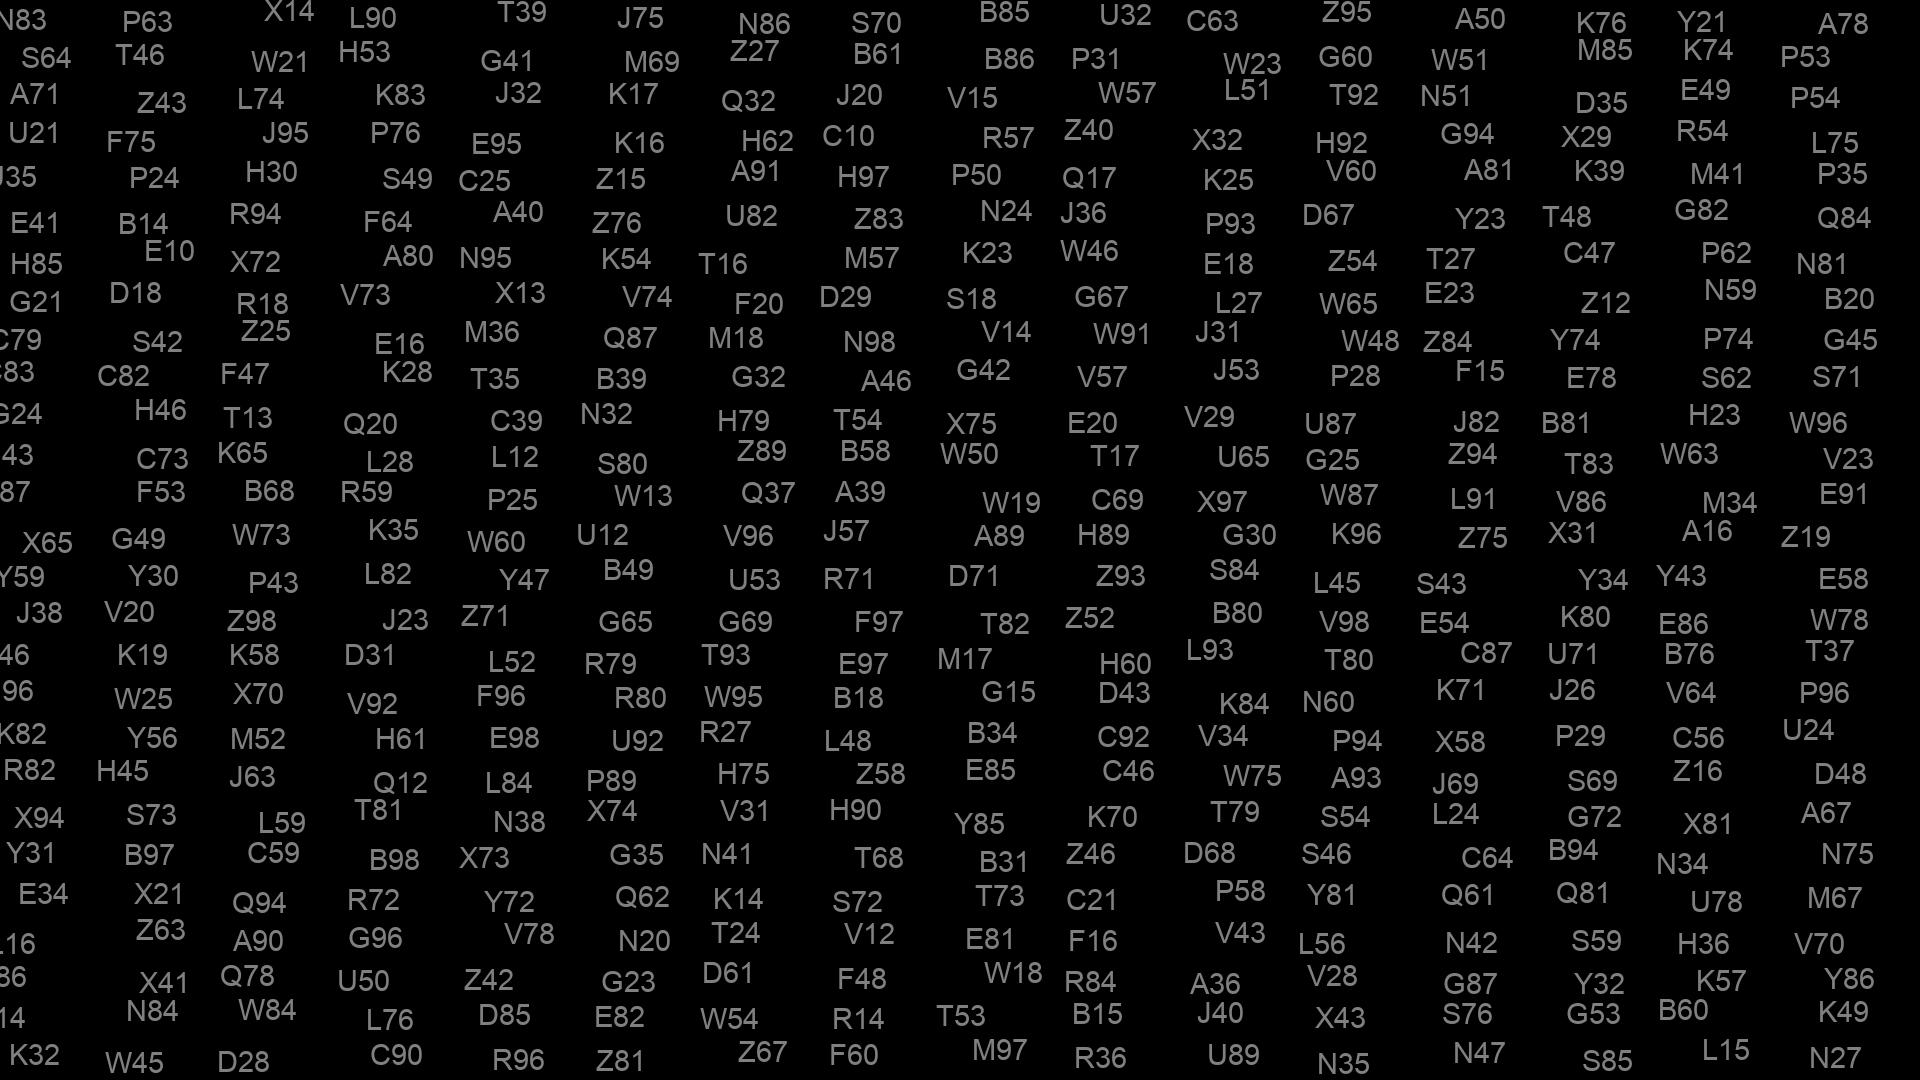 N83 P63 X14 L90 T39 J75 N86 S70 B85 U32 C63 Z95 A50 K76 Y21 A78
S64 T46 W21 H53 G41 M69 Z27 B61 B86 P31 W23 G60 W51 M85 K74 P53
A71 Z43 L74 K83 J32 K17 Q32 J20 V15 W57 L51 T92 N51 D35 E49 P54
U21 F75 J95 P76 E95 K16 H62 C10 R57 Z40 X32 H92 G94 X29 R54 L75
J35 P24 H30 S49 C25 Z15 A91 H97 P50 Q17 K25 V60 A81 K39 M41 P35
E41 B14 R94 F64 A40 Z76 U82 Z83 N24 J36 P93 D67 Y23 T48 G82 Q84
H85 E10 X72 A80 N95 K54 T16 M57 K23 W46 E18 Z54 T27 C47 P62 N81
G21 D18 R18 V73 X13 V74 F20 D29 S18 G67 L27 W65 E23 Z12 N59 B20
C79 S42 Z25 E16 M36 Q87 M18 N98 V14 W91 J31 W48 Z84 Y74 P74 G45
83 C82 F47 K28 T35 B39 G32 A46 G42 V57 J53 P28 F15 E78 S62 S71
G24 H46 T13 Q20 C39 N32 H79 T54 X75 E20 V29 U87 J82 B81 H23 W96
43 C73 K65 L28 L12 S80 Z89 B58 W50 T17 U65 G25 Z94 T83 W63 V23
87 F53 B68 R59 P25 W13 Q37 A39 W19 C69 X97 W87 L91 V86 M34 E91
X65 G49 W73 K35 W60 U12 V96 J57 A89 H89 G30 K96 Z75 X31 A16 Z19
Y59 Y30 P43 L82 Y47 B49 U53 R71 D71 Z93 S84 L45 S43 Y34 Y43 E58
J38 V20 Z98 J23 Z71 G65 G69 F97 T82 Z52 B80 V98 E54 K80 E86 W78
46 K19 K58 D31 L52 R79 T93 E97 M17 H60 L93 T80 C87 U71 B76 T37
96 W25 X70 V92 F96 R80 W95 B18 G15 D43 K84 N60 K71 J26 V64 P96
K82 Y56 M52 H61 E98 U92 R27 L48 B34 C92 V34 P94 X58 P29 C56 U24
R82 H45 J63 Q12 L84 P89 H75 Z58 E85 C46 W75 A93 J69 S69 Z16 D48
X94 S73 L59 T81 N38 X74 V31 H90 Y85 K70 T79 S54 L24 G72 X81 A67
Y31 B97 C59 B98 X73 G35 N41 T68 B31 Z46 D68 S46 C64 B94 N34 N75
E34 X21 Q94 R72 Y72 Q62 K14 S72 T73 C21 P58 Y81 Q61 Q81 U78 M67
L16 Z63 A90 G96 V78 N20 T24 V12 E81 F16 V43 L56 N42 S59 H36 V70
86 X41 Q78 U50 Z42 G23 D61 F48 W18 R84 A36 V28 G87 Y32 K57 Y86
14 N84 W84 L76 D85 E82 W54 R14 T53 B15 J40 X43 S76 G53 B60 K49
K32 W45 D28 C90 R96 Z81 Z67 F60 M97 R36 U89 N35 N47 S85 L15 N27